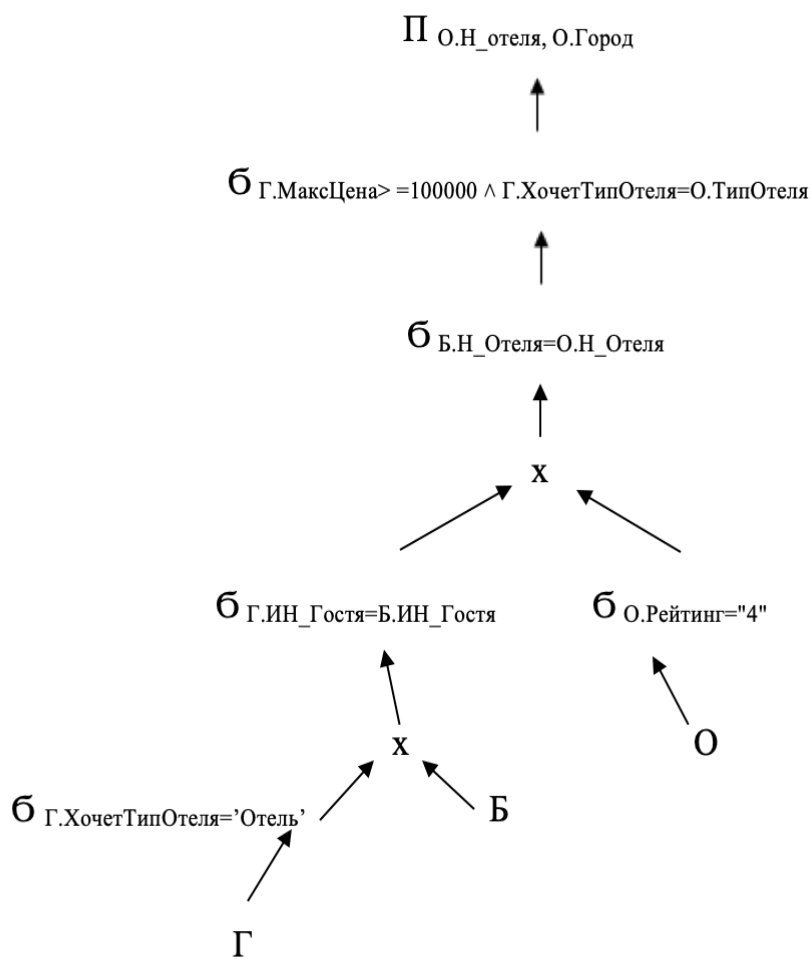 П О.Н_отеля, О.Город
б Г.МаксЦена> =100000 ^ Г.ХочетТипОтеля=О.ТипОтеля
б Б.Н_Отеля=О.Н_Отеля
х
б Г.ИН_Гостя=Б.ИН_Гостя
б О.Рейтинг="4"
х
О
б Г.ХочетТипОтеля=’Отель’
Б
Г